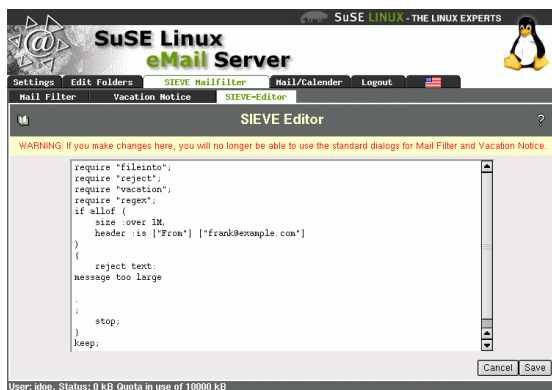 SuSE LINUX - THE LINUX EXPERTS
SuSE Linux
eMail Server
Settings Edit Folders SIEVE Mailfilter Mail/Calender Logout
Mail Filter Vacation Notice SIEVE-Editor
SIEVE Editor ?
WARNING: If you make changes here, you will no longer be able to use the standard dialogs for Mail Filter and Vacation Notice.
require "fileinto";
require "reject";
require "vacation";
require "regex";
if allof (
size :over 1M,
header :is ["From"] ["frank@example.com"]
)
{
reject text:
message too large
.
;
stop;
}
keep;
Cancel Save
User: jdoe, Status: 0 kB Quota in use of 10000 kB